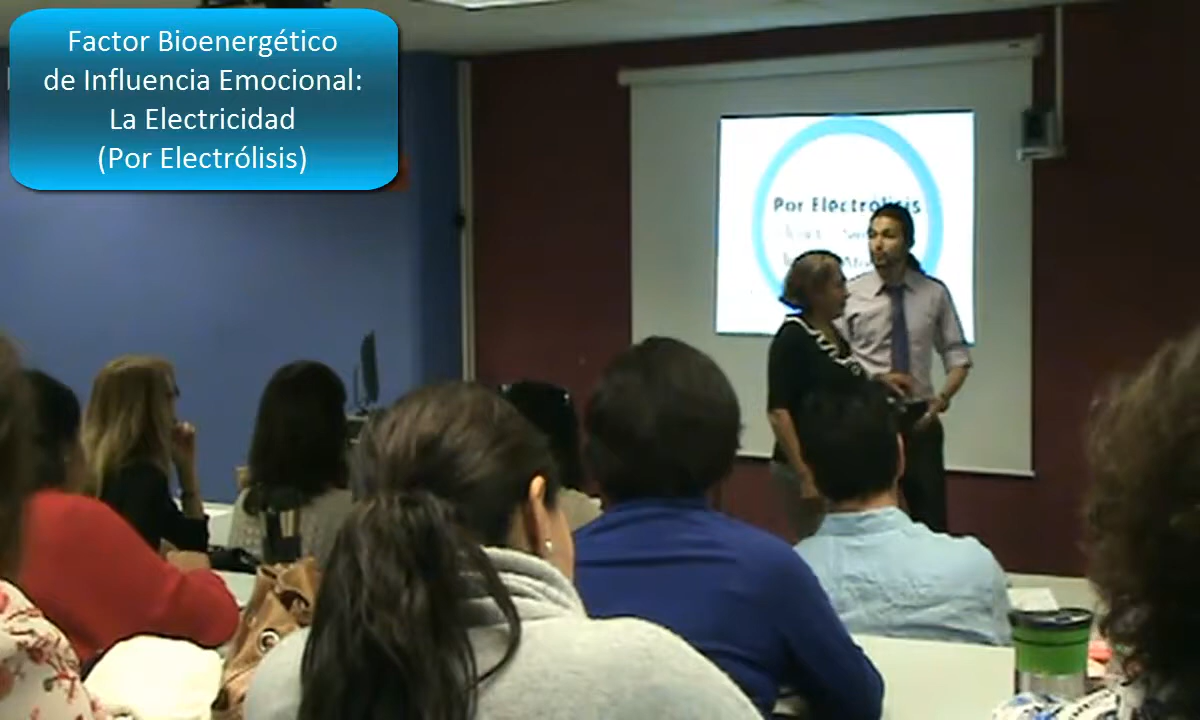 Factor Bioenergético
de Influencia Emocional:
La Electricidad
(Por Electrólisis)
Por Electrólisis